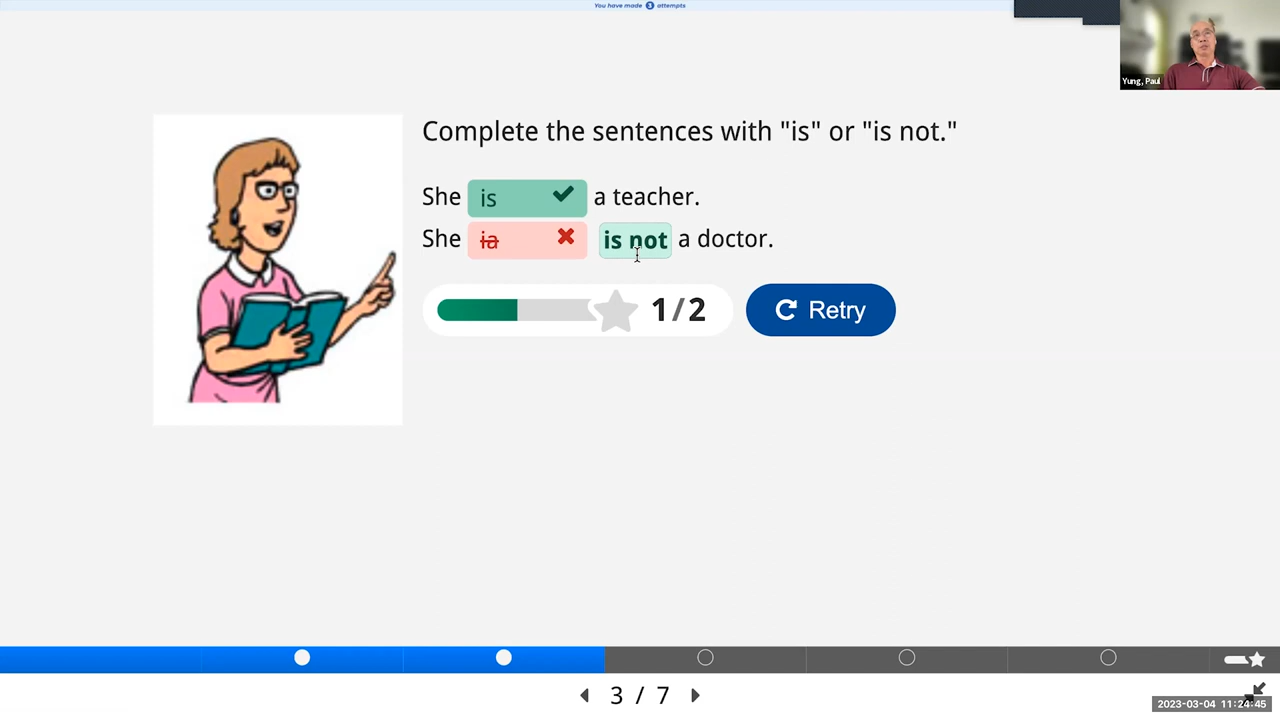 You have made 3 attempts
Yung, Paul
Complete the sentences with "is" or "is not."
She is a teacher.
She ia is not a doctor.
1/2 Retry
3 / 7
2023-03-04 11:24:45